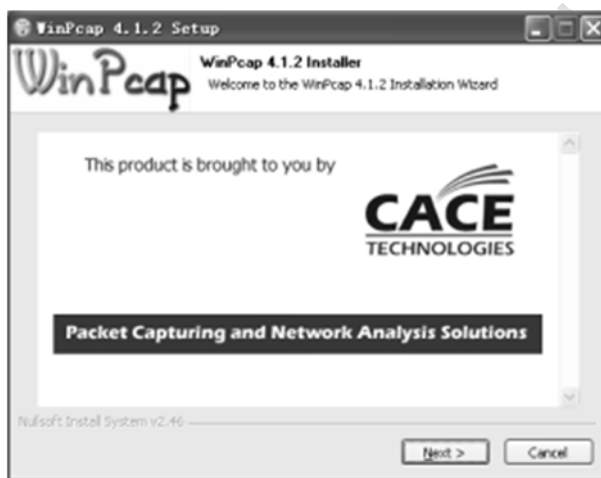 WinPcap 4.1.2 Setup
WinPcap
WinPcap 4.1.2 Installer
Welcome to the WinPcap 4.1.2 Installation Wizard
This product is brought to you by
CACE
TECHNOLOGIES
Packet Capturing and Network Analysis Solutions
Nullsoft Install System v2.46
Next >
Cancel